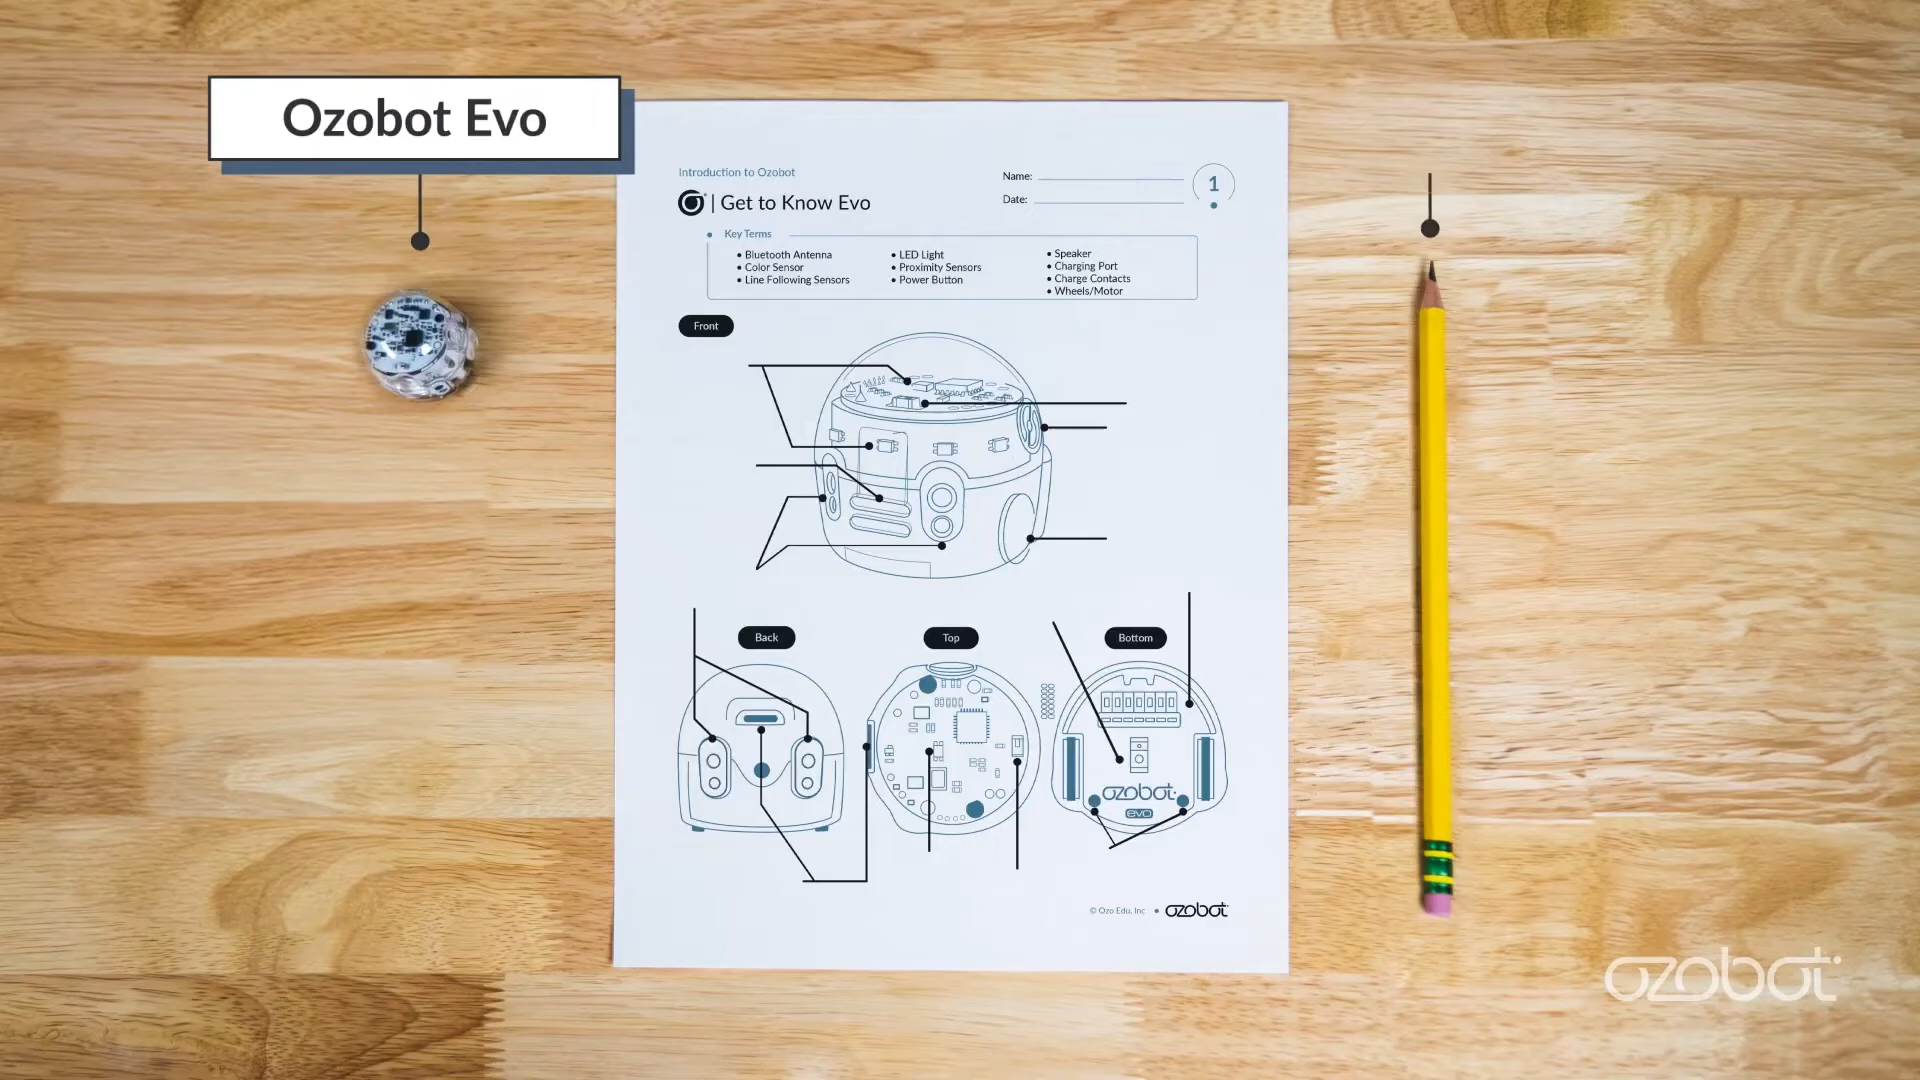 Ozobot Evo
Introduction to Ozobot
| Get to Know Evo
Name:
Date:
1
Key Terms
• Bluetooth Antenna
• Color Sensor
• Line Following Sensors
• LED Light
• Proximity Sensors
• Power Button
• Speaker
• Charging Port
• Charge Contacts
• Wheels/Motor
Front
Back
Top
Bottom
ozobot
evo
© Ozo Edu, Inc • ozobot
ozobot